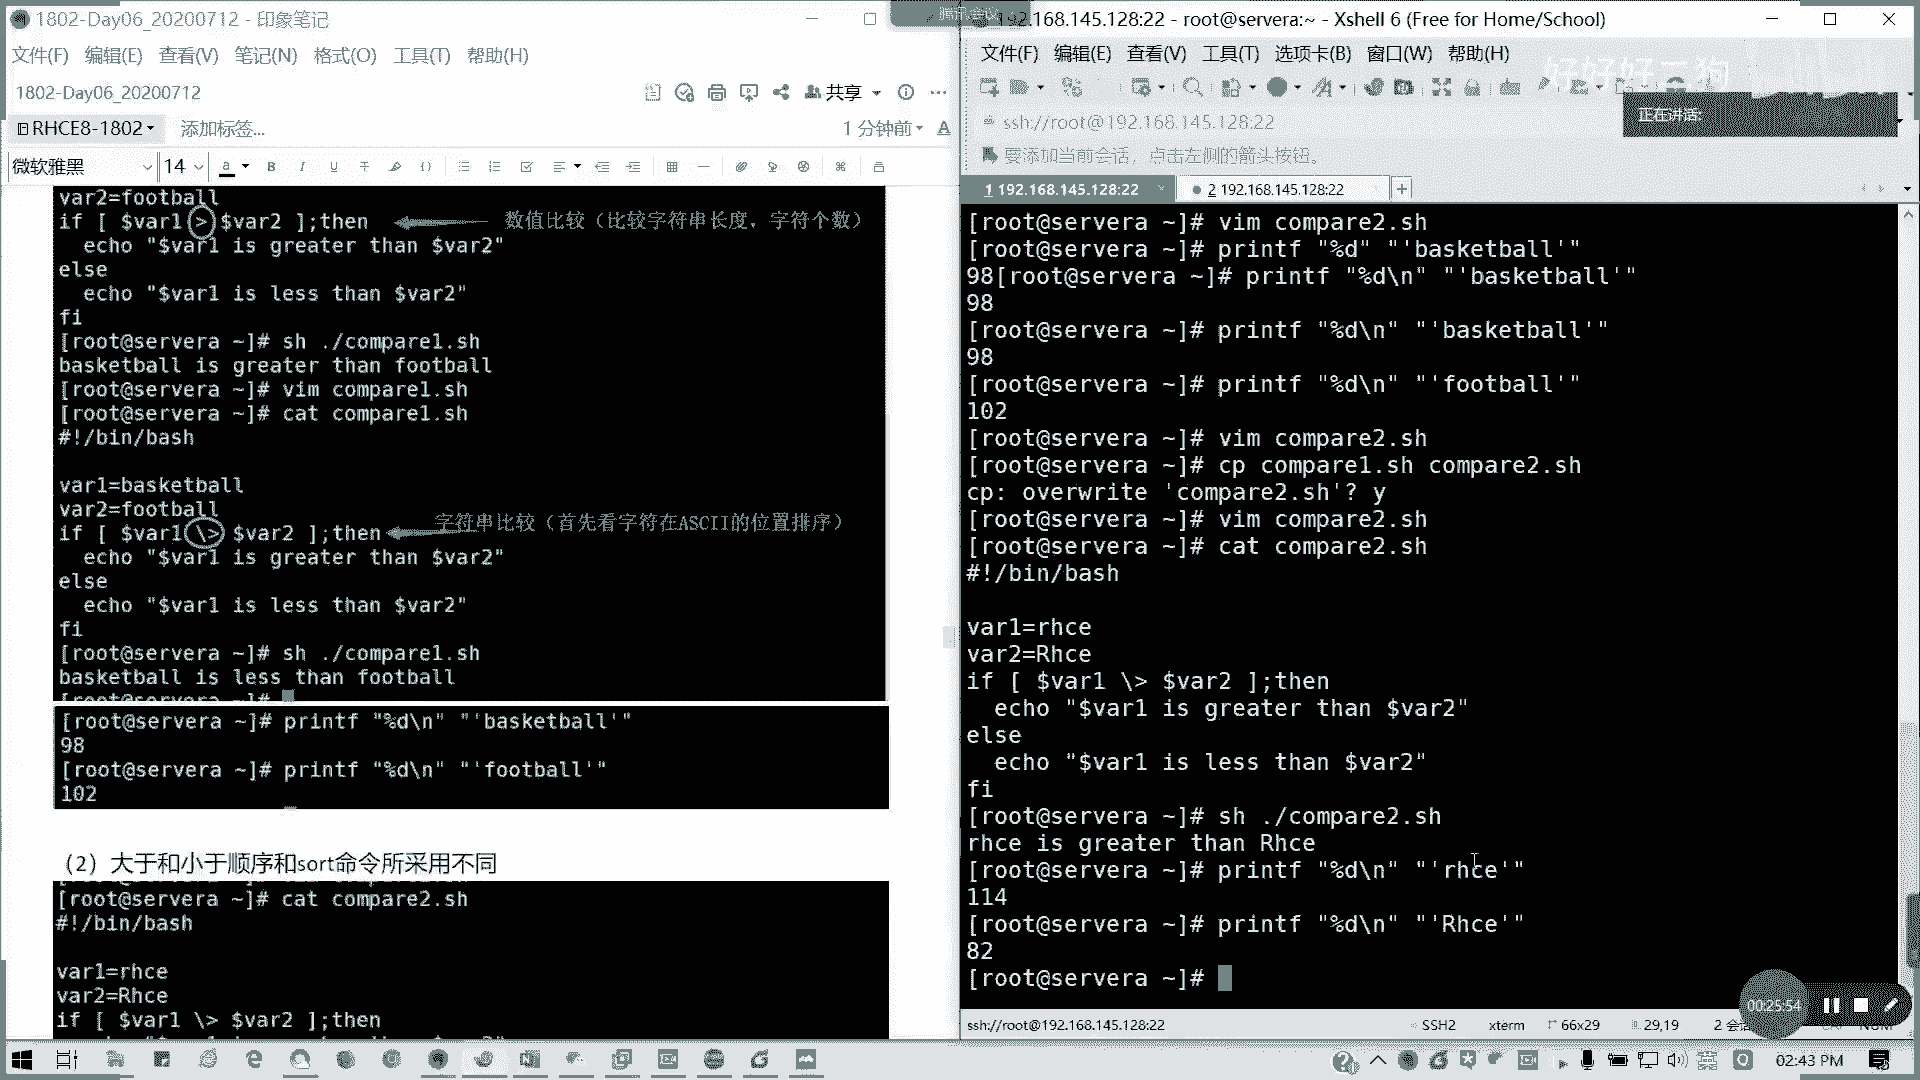 1802-Day06_20200712 - 印象笔记
文件(F) 编辑(E) 查看(V) 笔记(N) 格式(O) 工具(T) 帮助(H)
1802-Day06_20200712
共享
RHCE8-1802
添加标签...
1 分钟前
微软雅黑 14
var2=football
if [ $var1 > $var2 ];then
数值比较（比较字符串长度，字符个数）
  echo "$var1 is greater than $var2"
else
  echo "$var1 is less than $var2"
fi
[root@servera ~]# sh ./compare1.sh
basketball is greater than football
[root@servera ~]# vim compare1.sh
[root@servera ~]# cat compare1.sh
#!/bin/bash
var1=basketball
var2=football
if [ $var1 \> $var2 ];then
字符串比较（首先看字符在ASCII的位置排序）
  echo "$var1 is greater than $var2"
else
  echo "$var1 is less than $var2"
fi
[root@servera ~]# sh ./compare1.sh
basketball is less than football
[root@servera ~]#
[root@servera ~]# printf "%d\n" "'basketball'"
98
[root@servera ~]# printf "%d\n" "'football'"
102
（2）大于和小于顺序和sort命令所采用不同
[root@servera ~]# cat compare2.sh
#!/bin/bash
var1=rhce
var2=Rhce
if [ $var1 \> $var2 ];then
腾讯会议
192.168.145.128:22 - root@servera:~ - Xshell 6 (Free for Home/School)
文件(F) 编辑(E) 查看(V) 工具(T) 选项卡(B) 窗口(W) 帮助(H)
好好好二狗
正在讲话:
ssh://root@192.168.145.128:22
要添加当前会话，点击左侧的箭头按钮。
1 192.168.145.128:22
2 192.168.145.128:22
[root@servera ~]# vim compare2.sh
[root@servera ~]# printf "%d" "'basketball'"
98[root@servera ~]# printf "%d\n" "'basketball'"
98
[root@servera ~]# printf "%d\n" "'basketball'"
98
[root@servera ~]# printf "%d\n" "'football'"
102
[root@servera ~]# vim compare2.sh
[root@servera ~]# cp compare1.sh compare2.sh
cp: overwrite 'compare2.sh'? y
[root@servera ~]# vim compare2.sh
[root@servera ~]# cat compare2.sh
#!/bin/bash
var1=rhce
var2=Rhce
if [ $var1 \> $var2 ];then
  echo "$var1 is greater than $var2"
else
  echo "$var1 is less than $var2"
fi
[root@servera ~]# sh ./compare2.sh
rhce is greater than Rhce
[root@servera ~]# printf "%d\n" "'rhce'"
114
[root@servera ~]# printf "%d\n" "'Rhce'"
82
[root@servera ~]#
00:25:54
ssh://root@192.168.145.128:22 SSH2 xterm 66x29 29,19 NUM
02:43 PM